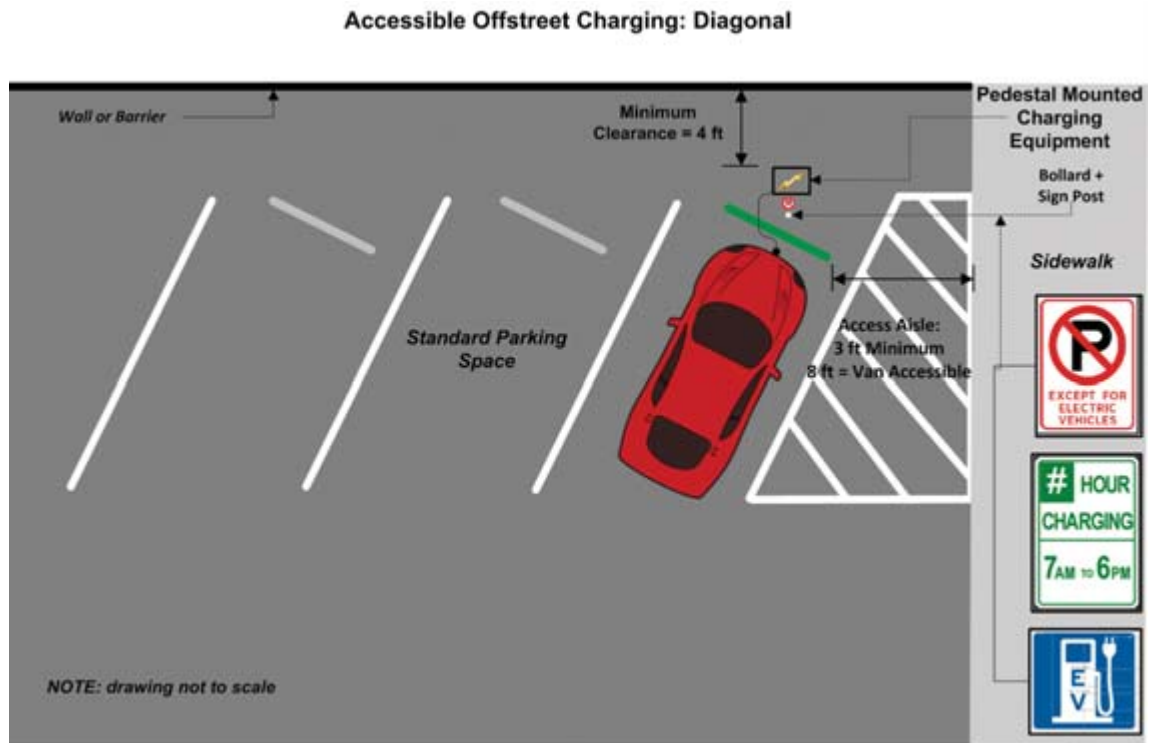 Accessible Offstreet Charging: Diagonal
Wall or Barrier
Minimum
Clearance = 4 ft
Pedestal Mounted
Charging
Equipment
Bollard +
Sign Post
Sidewalk
Standard Parking
Space
Access Aisle:
3 ft Minimum
8 ft = Van Accessible
P
EXCEPT FOR
ELECTRIC
VEHICLES
# HOUR
CHARGING
7AM TO 6PM
EV
NOTE: drawing not to scale